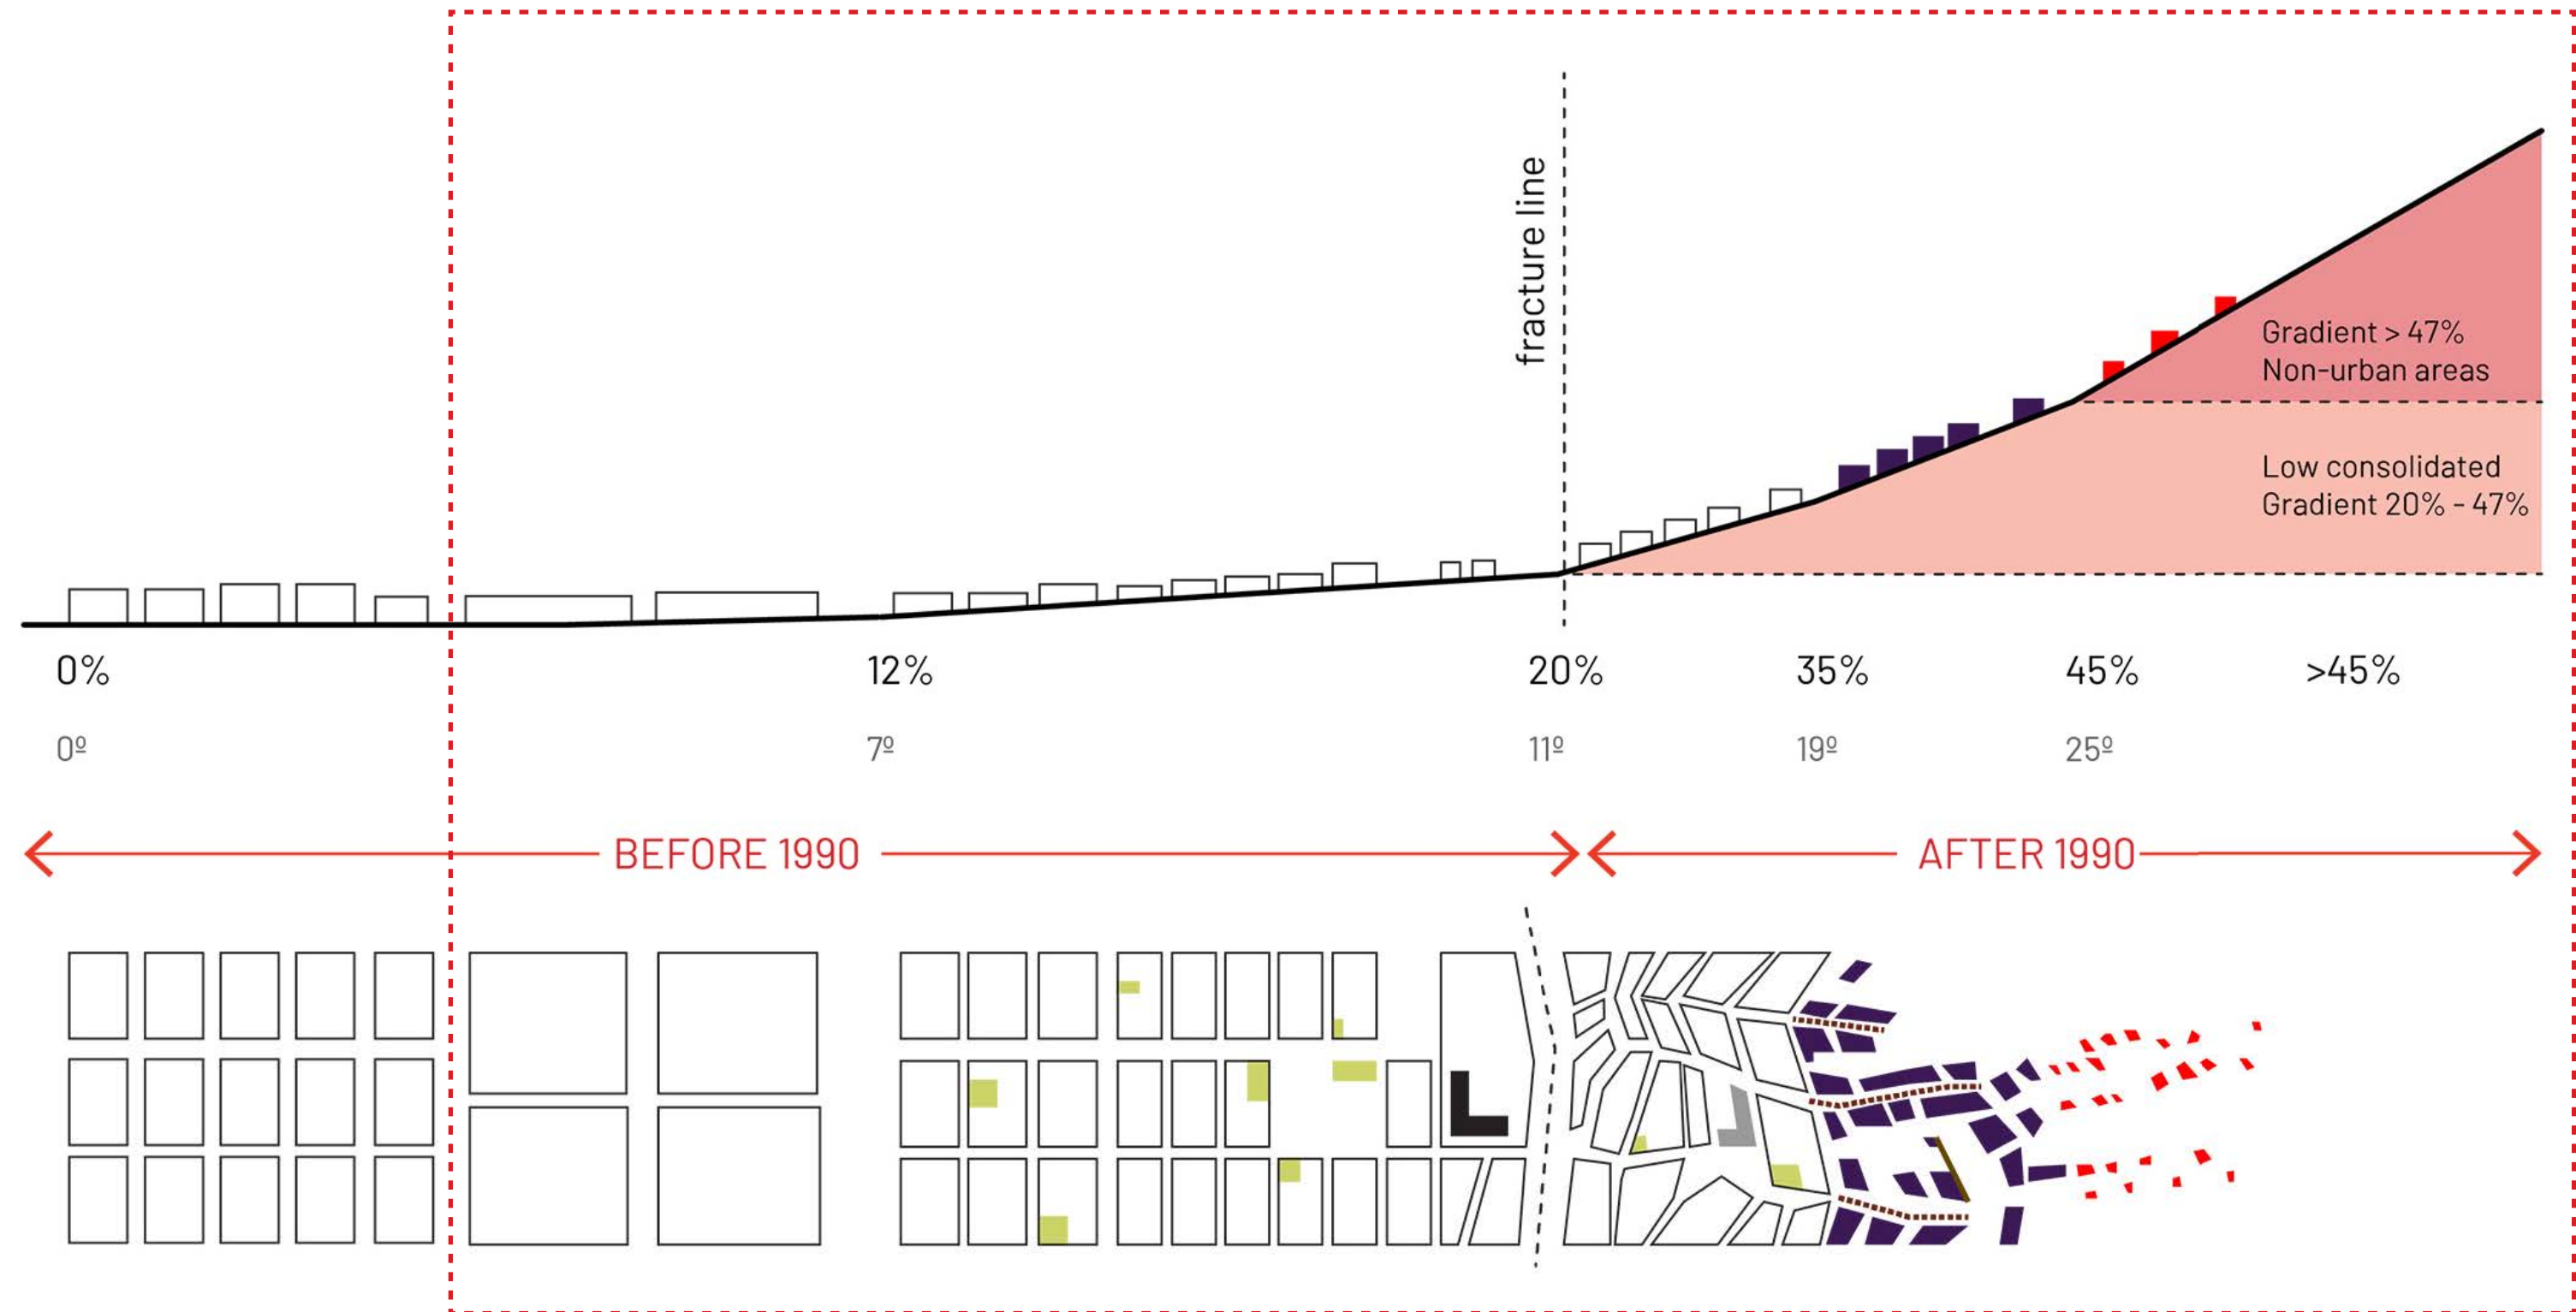 fracture line
Gradient > 47%
Non-urban areas
Low consolidated
Gradient 20% - 47%
0% 12% 20% 35% 45% >45%
0º 7º 11º 19º 25º
BEFORE 1990 AFTER 1990